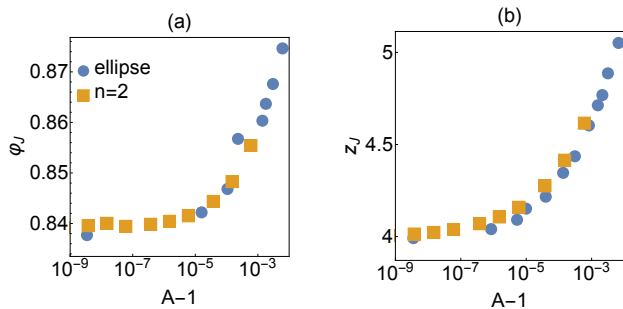 (a)
φJ
0.87
0.86
0.85
0.84
ellipse
n=2
10⁻⁹ 10⁻⁷ 10⁻⁵ 10⁻³
A−1
(b)
zJ
5
4.5
4
10⁻⁹ 10⁻⁷ 10⁻⁵ 10⁻³
A−1